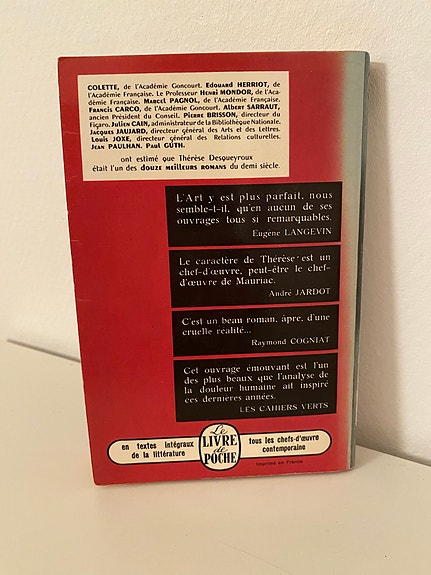 COLETTE, de l'Académie Goncourt. Edouard HERRIOT, de
l'Académie Française. Le Professeur Henri MONDOR, de l'Aca-
démie Française. Marcel PAGNOL, de l'Académie Française.
Francis CARCO, de l'Académie Goncourt. Albert SARRAUT,
ancien Président du Conseil. Pierre BRISSON, directeur du
Figaro. Julien CAIN, administrateur de la Bibliothèque Nationale.
Jacques JAUJARD, directeur général des Arts et des Lettres.
Louis JOXE, directeur général des Relations culturelles.
Jean PAULHAN. Paul GUTH.
ont estimé que Thérèse Desqueyroux
était l'un des DOUZE MEILLEURS ROMANS du demi siècle.
L'Art y est plus parfait, nous
semble-t-il, qu'en aucun de ses
ouvrages tous si remarquables.
Eugène LANGEVIN
Le caractère de Thérèse est un
chef-d'œuvre, peut-être le chef-
d'œuvre de Mauriac.
André JARDOT
C'est un beau roman, âpre, d'une
cruelle réalité...
Raymond COGNIAT
Cet ouvrage émouvant est l'un
des plus beaux que l'analyse de
la douleur humaine ait inspiré
ces dernières années.
LES CAHIERS VERTS
en textes intégraux
de la littérature
Le
LIVRE
de
POCHE
tous les chefs-d'œuvre
contemporaine
Imprimé en France